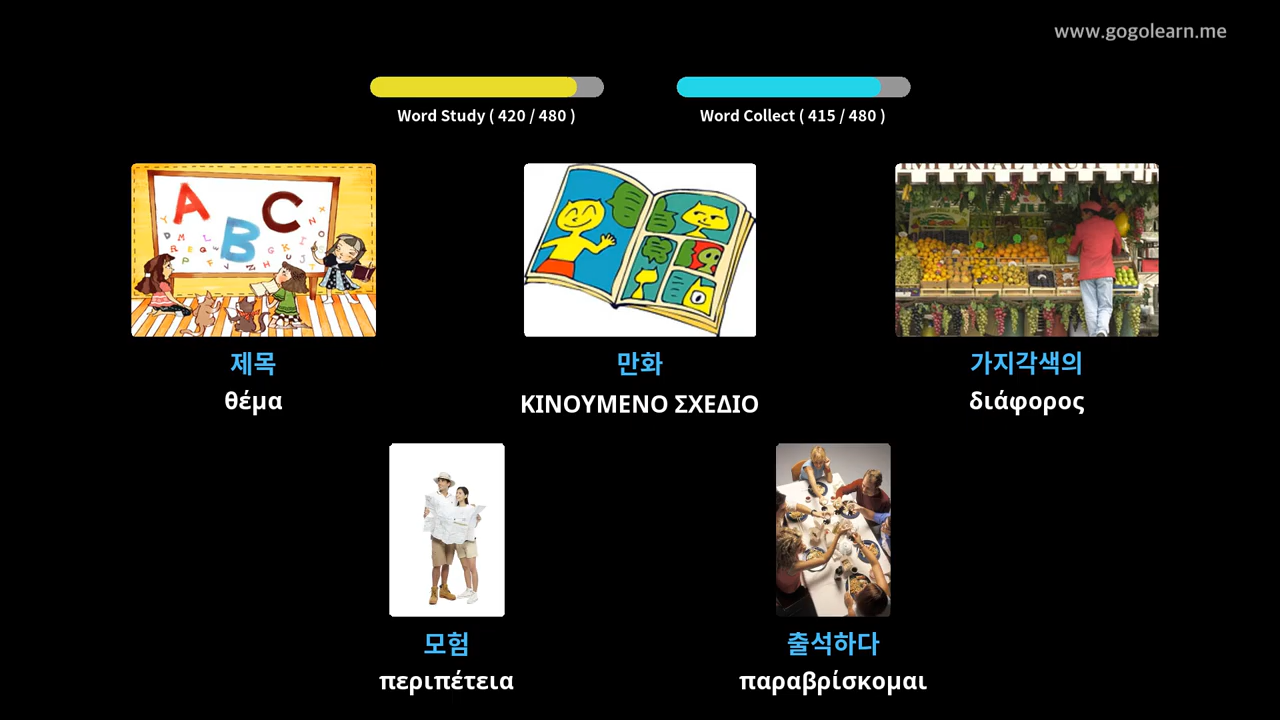 www.gogolearn.me
Word Study ( 420 / 480 )
Word Collect ( 415 / 480 )
A B C
제목
θέμα
만화
ΚΙΝΟΥΜΕΝΟ ΣΧΕΔΙΟ
가지각색의
διάφορος
모험
περιπέτεια
출석하다
παραβρίσκομαι